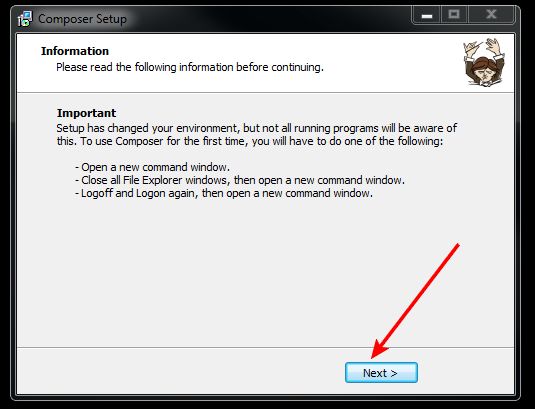 Composer Setup
Information
Please read the following information before continuing.
Important
Setup has changed your environment, but not all running programs will be aware of
this. To use Composer for the first time, you will have to do one of the following:
- Open a new command window.
- Close all File Explorer windows, then open a new command window.
- Logoff and Logon again, then open a new command window.
Next >